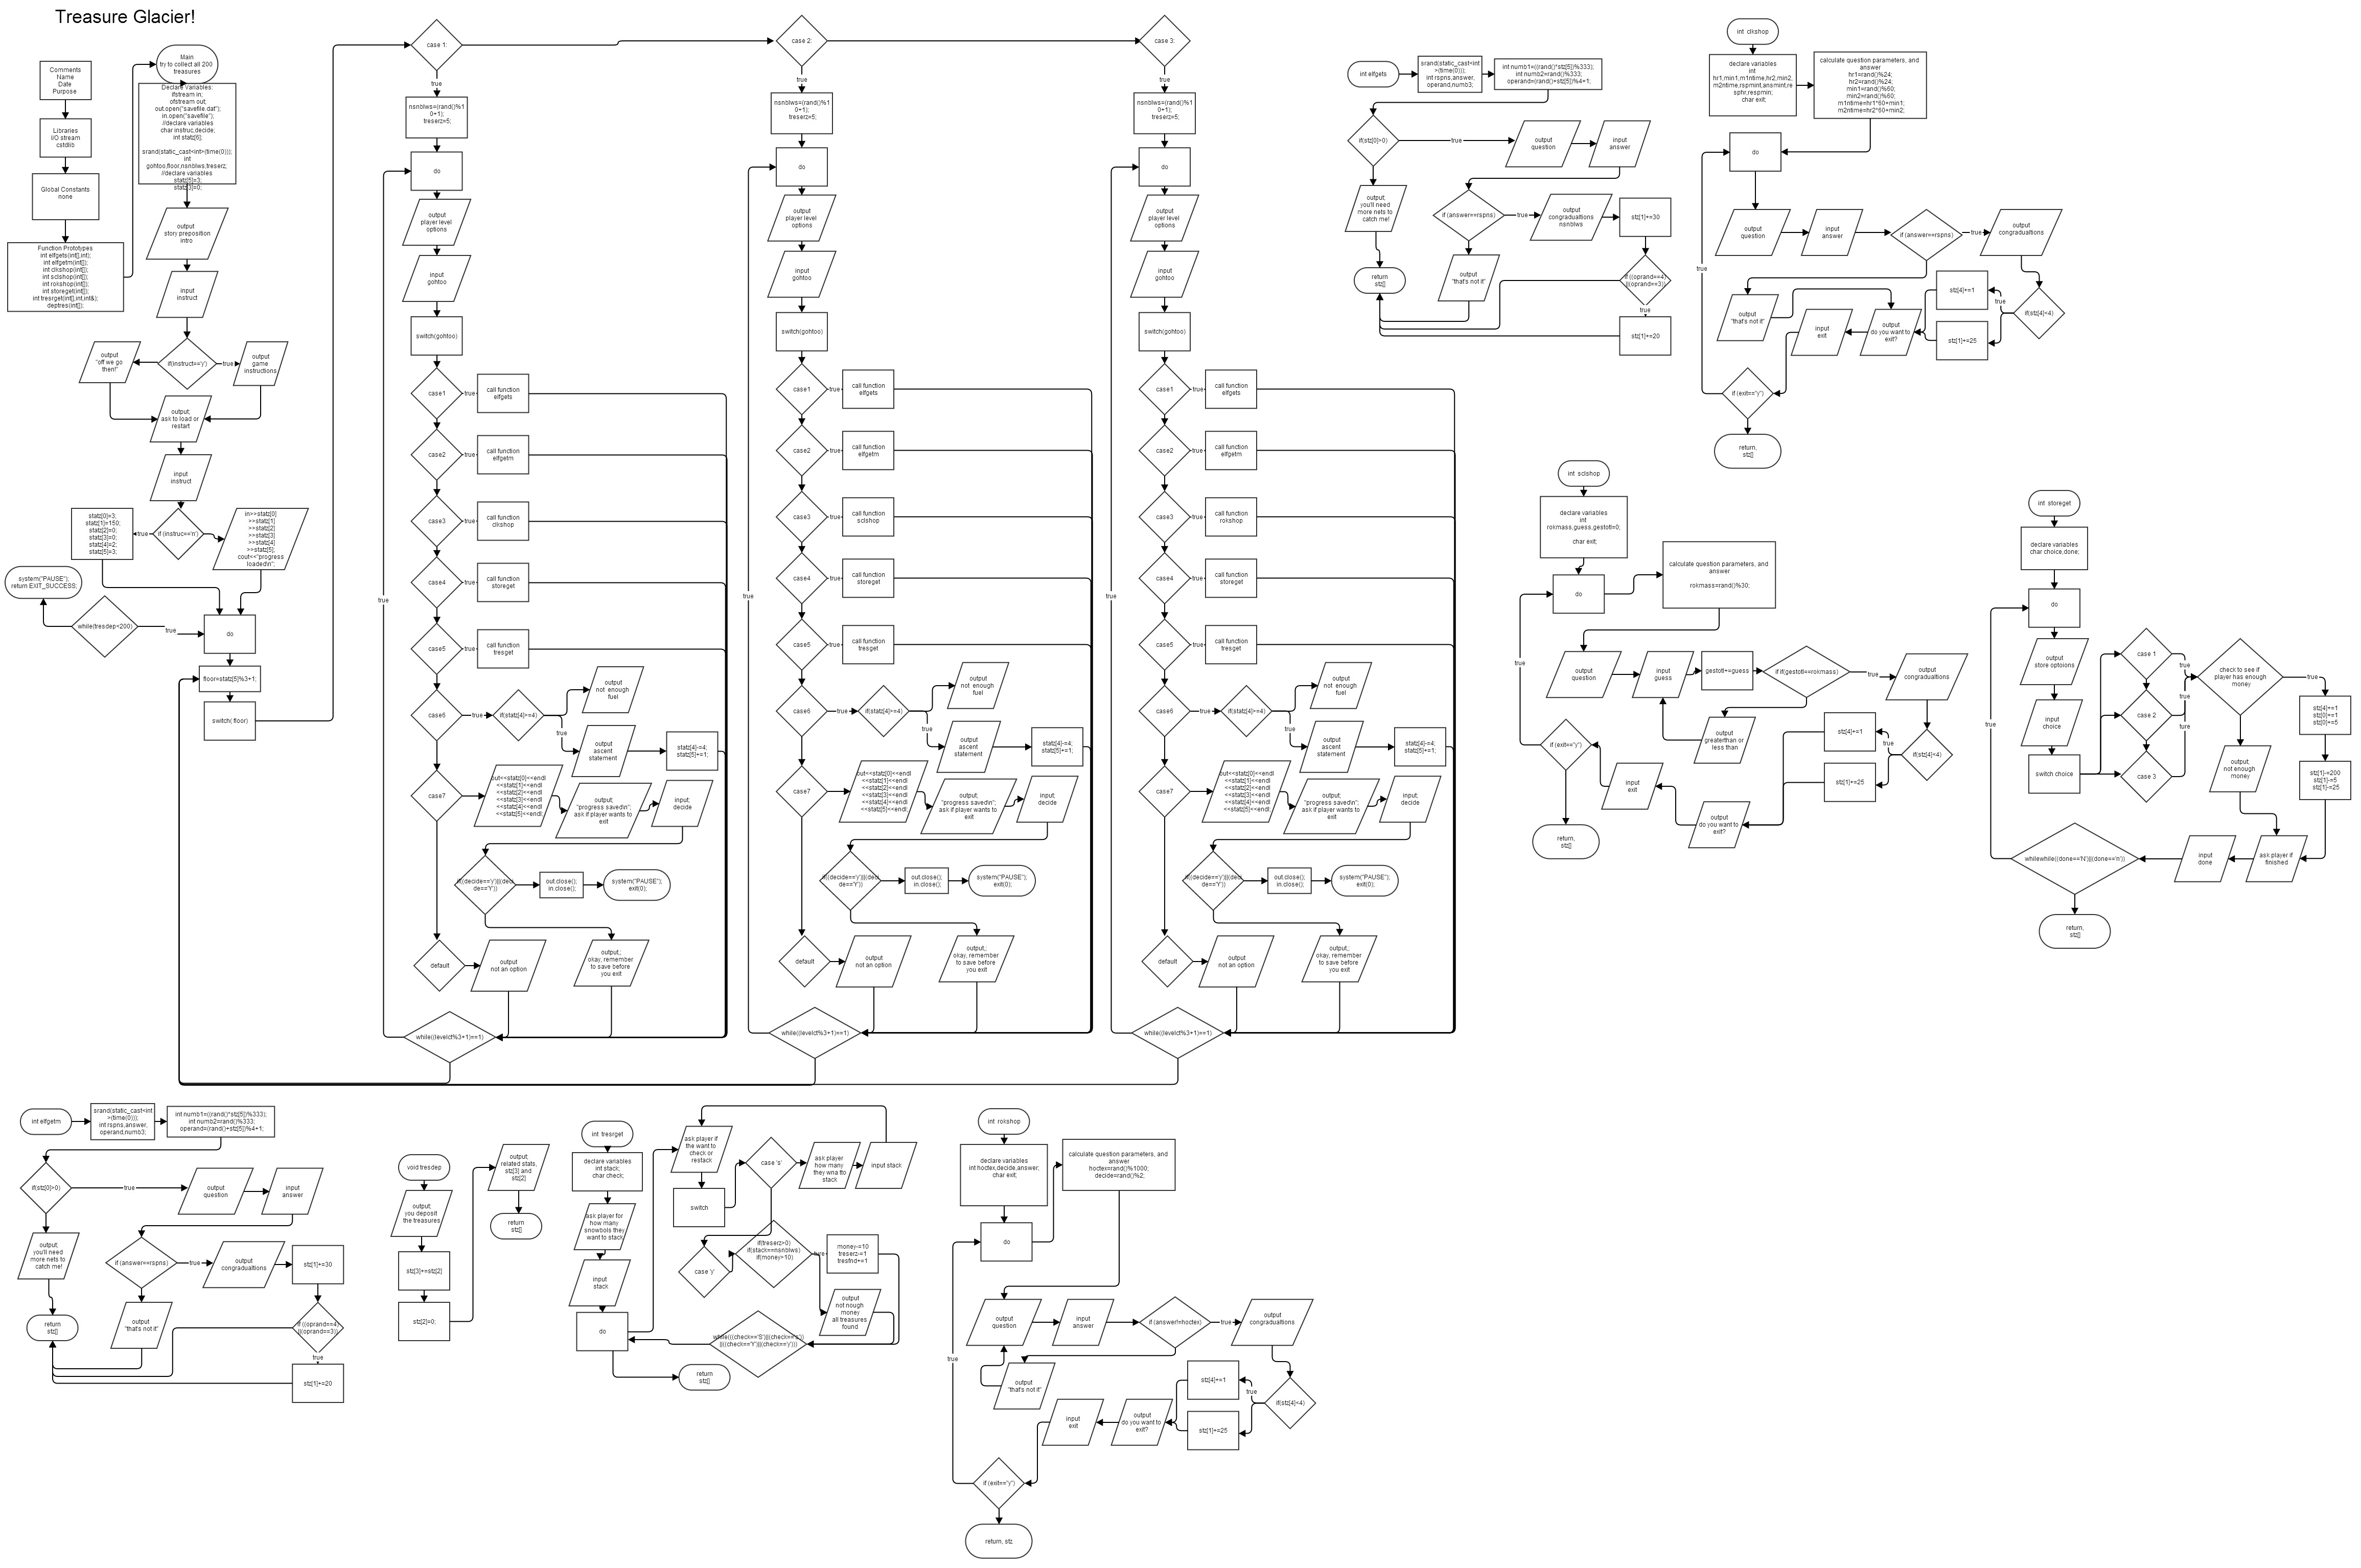 Treasure Glacier!
Comments
Name
Date
Purpose
Libraries
I/O stream
cstdlib
Global Constants
none
Function Prototypes
int elfgets(int[],int);
int elfgetm(int[]);
int clkshop(int[]);
int sclshop(int[]);
int rokshop(int[]);
int storeget(int[]);
int tresrget(int[],int,int&);
deptres(int[]);
Main
try to collect all 200
treasures
Declare Variables:
ifstream in;
ofstream out;
out.open("savefile.dat");
in.open("savefile");
//declare variables
char instruc,decide;
int statz[6];
srand(static_cast<int>(time(0)));
int
gohtoo,floor,nsnblws,treserz;
//declare variables
statz[5]=3;
statz[3]=0;
output
story preposition
intro
input
instruct
if(instruct=='y')
true
output
"off we go
then!"
output
game
instructions
output;
ask to load or
restart
input
instruct
if (instruc=='n')
true
statz[0]=3;
statz[1]=150;
statz[2]=0;
statz[3]=0;
statz[4]=2;
statz[5]=3;
in>>statz[0]
>>statz[1]
>>statz[2]
>>statz[3]
>>statz[4]
>>statz[5];
cout<<"progress
loaded\n";
system("PAUSE");
return EXIT_SUCCESS;
while(tresdep<200)
true
do
floor=statz[5]%3+1;
switch( floor)
case 1:
true
nsnblws=(rand()%1
0+1);
treserz=5;
do
output
player level
options
input
gohtoo
switch(gohtoo)
case1
true
call function
elfgets
case2
true
call function
elfgetm
case3
true
call function
clkshop
case4
true
call function
storeget
true
case5
true
call function
tresget
case6
true
if(statz[4]>=4)
output
not  enough
fuel
true
output
ascent
statement
statz[4]-=4;
statz[5]+=1;
case7
out<<statz[0]<<endl
<<statz[1]<<endl
<<statz[2]<<endl
<<statz[3]<<endl
<<statz[4]<<endl
<<statz[5]<<endl;
output;
"progress saved\n";
ask if player wants to
exit
input;
decide
if((decide=='y')||(deci
de=='Y'))
out.close();
in.close();
system("PAUSE");
exit(0);
default
output
not an option
output,;
okay, remember
to save before
you exit
while((levelct%3+1)==1)
case 2:
true
nsnblws=(rand()%1
0+1);
treserz=5;
do
output
player level
options
input
gohtoo
switch(gohtoo)
case1
true
call function
elfgets
case2
true
call function
elfgetm
case3
true
call function
sclshop
case4
true
call function
storeget
true
case5
true
call function
tresget
case6
true
if(statz[4]>=4)
output
not  enough
fuel
true
output
ascent
statement
statz[4]-=4;
statz[5]+=1;
case7
out<<statz[0]<<endl
<<statz[1]<<endl
<<statz[2]<<endl
<<statz[3]<<endl
<<statz[4]<<endl
<<statz[5]<<endl;
output;
"progress saved\n";
ask if player wants to
exit
input;
decide
if((decide=='y')||(deci
de=='Y'))
out.close();
in.close();
system("PAUSE");
exit(0);
default
output
not an option
output,;
okay, remember
to save before
you exit
while((levelct%3+1)==1)
case 3:
true
nsnblws=(rand()%1
0+1);
treserz=5;
do
output
player level
options
input
gohtoo
switch(gohtoo)
case1
true
call function
elfgets
case2
true
call function
elfgetm
case3
true
call function
rokshop
case4
true
call function
storeget
true
case5
true
call function
tresget
case6
true
if(statz[4]>=4)
output
not  enough
fuel
true
output
ascent
statement
statz[4]-=4;
statz[5]+=1;
case7
out<<statz[0]<<endl
<<statz[1]<<endl
<<statz[2]<<endl
<<statz[3]<<endl
<<statz[4]<<endl
<<statz[5]<<endl;
output;
"progress saved\n";
ask if player wants to
exit
input;
decide
if((decide=='y')||(deci
de=='Y'))
out.close();
in.close();
system("PAUSE");
exit(0);
default
output
not an option
output,;
okay, remember
to save before
you exit
while((levelct%3+1)==1)
int elfgets
srand(static_cast<int
>(time(0)));
int rspns,answer,
operand,numb3;
int numb1=((rand()*stz[5])%333);
int numb2=rand()%333;
operand=(rand()+stz[5])%4+1;
if(stz[0]>0)
true
output
question
input
answer
output;
you'll need
more nets to
catch me!
if (answer==rspns)
true
output
congradualtions
nsnblws
stz[1]+=30
return
stz[]
output
"that's not it"
if ((oprand==4)
||(oprand==3))
true
stz[1]+=20
int  clkshop
declare variables
int
hr1,min1,m1ntime,hr2,min2,
m2ntime,rspmint,ansmint,re
sphr,respmin;
char exit;
calculate question parameters, and
answer
hr1=rand()%24;
hr2=rand()%24;
min1=rand()%60;
min2=rand()%60;
m1ntime=hr1*60+min1;
m2ntime=hr2*60+min2;
do
true
output
question
input
answer
if (answer==rspns)
true
output
congradualtions
output
"that's not it"
input
exit
output
do you want to
exit?
stz[4]+=1
true
stz[1]+=25
if(stz[4]<4)
if (exit=="y")
return,
stz[]
int  sclshop
declare variables
int
rokmass,guess,gestotl=0;
char exit;
do
calculate question parameters, and
answer
rokmass=rand()%30;
true
output
question
input
guess
gestotl+=guess
if if(gestotl==rokmass)
true
output
congradualtions
output
greaterthan or
less than
stz[4]+=1
true
stz[1]+=25
if(stz[4]<4)
if (exit=="y")
input
exit
output
do you want to
exit?
return,
stz[]
int  storeget
declare variables
char choice,done;
do
output
store optoions
input
choice
switch choice
true
case 1
true
case 2
true
case 3
ture
check to see if
player has enough
money
true
stz[4]+=1
stz[0]+=1
stz[0]+=5
output;
not enough
money
stz[1]-=200
stz[1]-=5
stz[1]-=25
whilewhile((done=='N')||(done=='n'))
input
done
ask player if
finished
return,
stz[]
int elfgetm
srand(static_cast<int
>(time(0)));
int rspns,answer,
operand,numb3;
int numb1=((rand()*stz[5])%333);
int numb2=rand()%333;
operand=(rand()+stz[5])%4+1;
if(stz[0]>0)
true
output
question
input
answer
output;
you'll need
more nets to
catch me!
if (answer==rspns)
true
output
congradualtions
stz[1]+=30
return
stz[]
output
"that's not it"
if ((oprand==4)
||(oprand==3))
true
stz[1]+=20
void tresdep
output;
you deposit
the treasures
stz[3]+=stz[2]
stz[2]=0;
output;
related stats,
stz[3] and
stz[2]
return
stz[]
int  tresrget
declare variables
int stack;
char check;
ask player for
how many
snowbols they
want to stack
input
stack
do
ask player if
the want to
check or
restack
switch
case 's'
ask player
how many
they wna tto
stack
input stack
case 'y'
if(treserz>0)
if(stack==nsnblws)
if(money>10)
ture
money-=10
treserz-=1
tresfnd+=1
output
not nough
money
all treasures
found
while(((check=='S')||(check=='s'))
||((check=='Y')||(check=='y')))
return
stz[]
int  rokshop
declare variables
int hoctex,decide,answer;
char exit;
calculate question parameters, and
answer
hoctex=rand()%1000;
decide=rand()%2;
do
true
output
question
input
answer
if (answer!=hoctex)
true
output
congradualtions
output
"that's not it"
input
exit
output
do you want to
exit?
stz[4]+=1
true
stz[1]+=25
if(stz[4]<4)
if (exit=="y")
return, stz